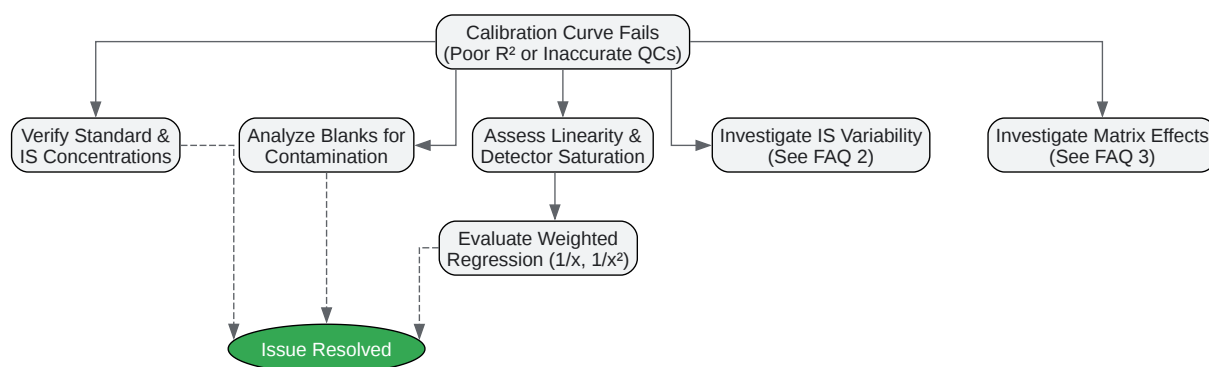 Calibration Curve Fails
(Poor R² or Inaccurate QCs)
Verify Standard &
IS Concentrations
Analyze Blanks for
Contamination
Assess Linearity &
Detector Saturation
Investigate IS Variability
(See FAQ 2)
Investigate Matrix Effects
(See FAQ 3)
Evaluate Weighted
Regression (1/x, 1/x²)
Issue Resolved